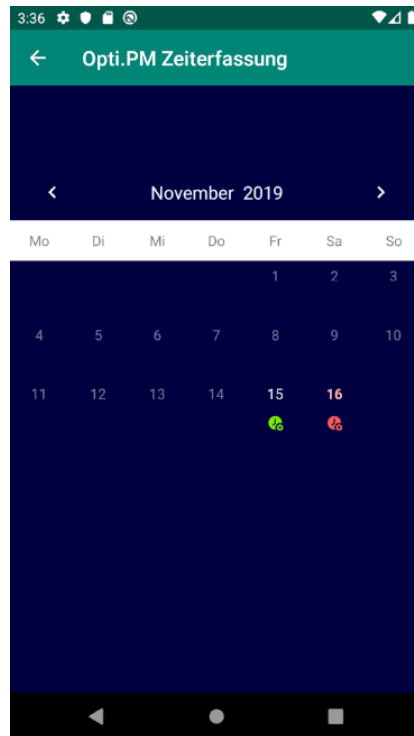 3:36
Opti.PM Zeiterfassung
November 2019
Mo Di Mi Do Fr Sa So
1 2 3
4 5 6 7 8 9 10
11 12 13 14 15 16